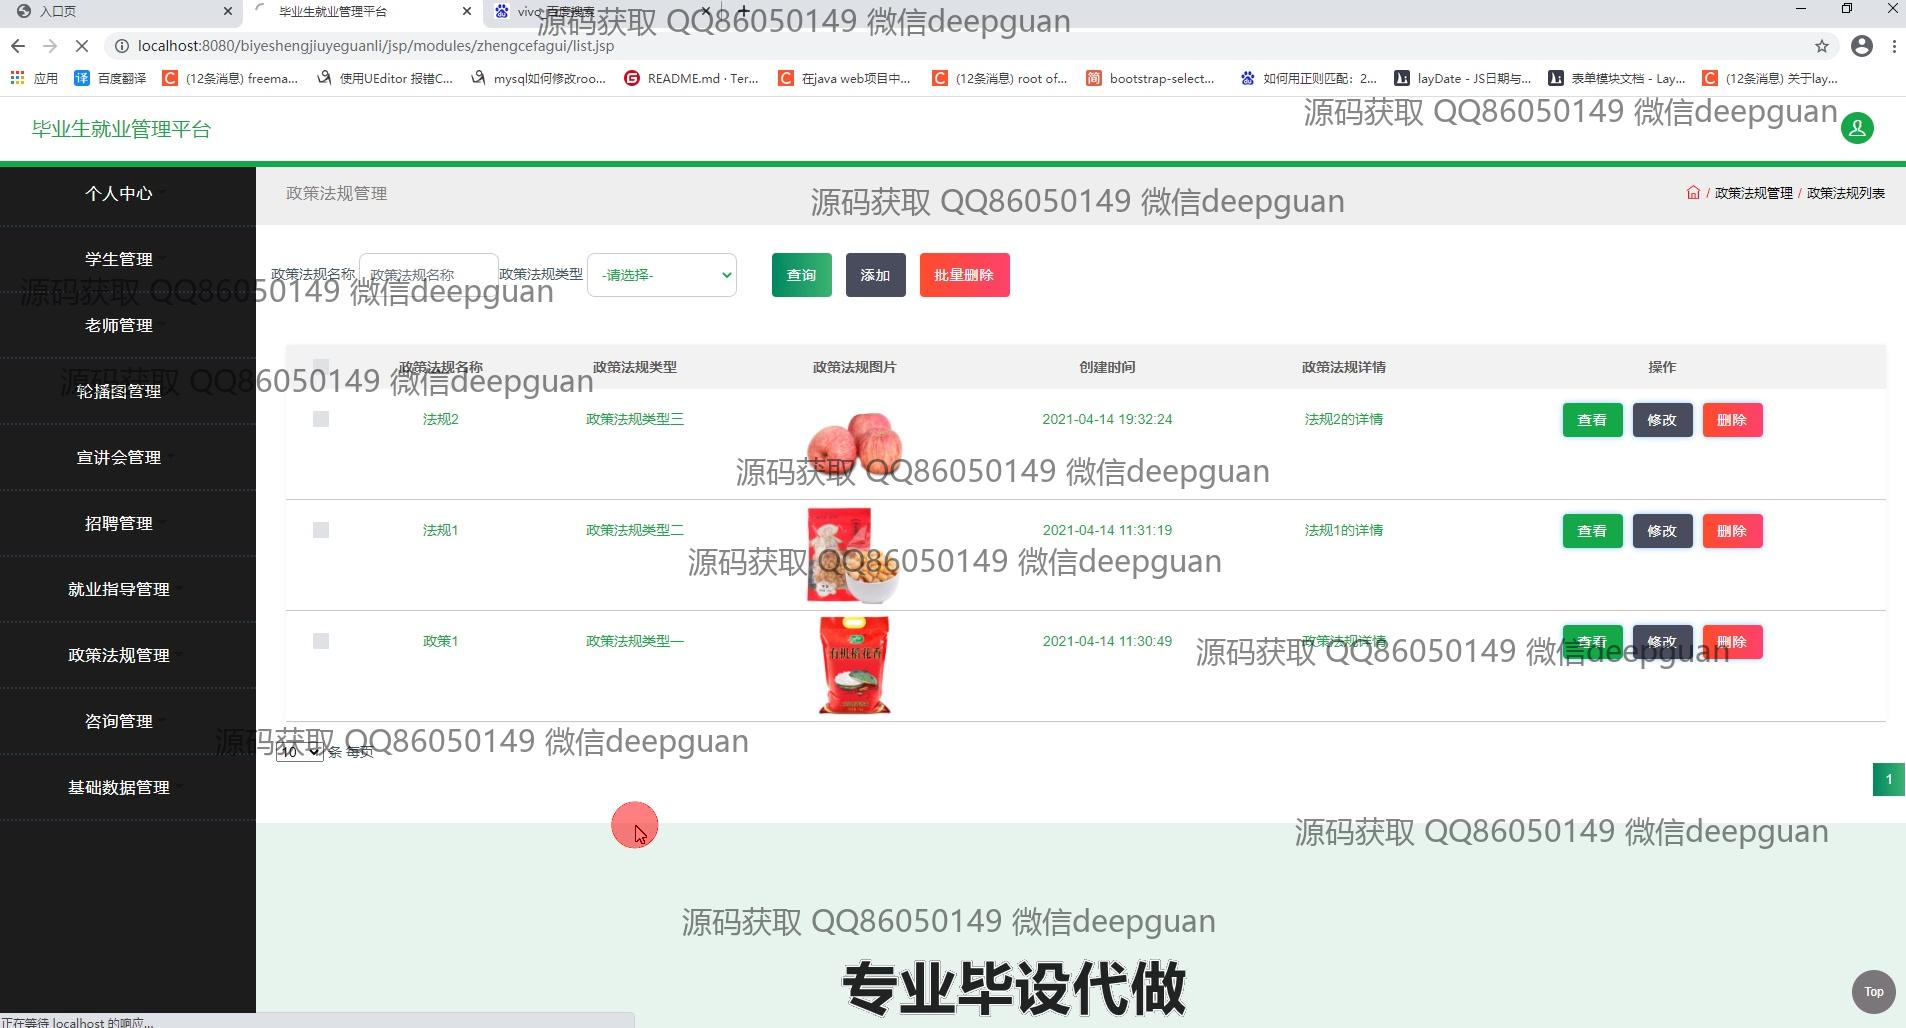 入口页
毕业生就业管理平台
vivo_百度搜索
源码获取 QQ86050149 微信deepguan
localhost:8080/biyeshengjiuyeguanli/jsp/modules/zhengcefagui/list.jsp
应用 百度翻译 (12条消息) freema... 使用UEditor 报错C... mysql如何修改roo... README.md · Ter... 在java web项目中... (12条消息) root of... bootstrap-select... 如何用正则匹配：2... layDate - JS日期与... 表单模块文档 - Lay... (12条消息) 关于lay...
源码获取 QQ86050149 微信deepguan
毕业生就业管理平台
个人中心
政策法规管理
源码获取 QQ86050149 微信deepguan
/ 政策法规管理 / 政策法规列表
学生管理
政策法规名称 政策法规名称 政策法规类型 -请选择- 查询 添加 批量删除
源码获取 QQ86050149 微信deepguan
老师管理
政策法规名称 政策法规类型 政策法规图片 创建时间 政策法规详情 操作
源码获取 QQ86050149 微信deepguan
轮播图管理
法规2 政策法规类型三 2021-04-14 19:32:24 法规2的详情 查看 修改 删除
宣讲会管理
源码获取 QQ86050149 微信deepguan
招聘管理
法规1 政策法规类型二 2021-04-14 11:31:19 法规1的详情 查看 修改 删除
源码获取 QQ86050149 微信deepguan
就业指导管理
政策1 政策法规类型一 2021-04-14 11:30:49 政策法规详情 查看 修改 删除
有机稻花香
源码获取 QQ86050149 微信deepguan
政策法规管理
咨询管理
源码获取 QQ86050149 微信deepguan
10 条 每页
基础数据管理
1
源码获取 QQ86050149 微信deepguan
源码获取 QQ86050149 微信deepguan
专业毕设代做
Top
正在等待 localhost 的响应...